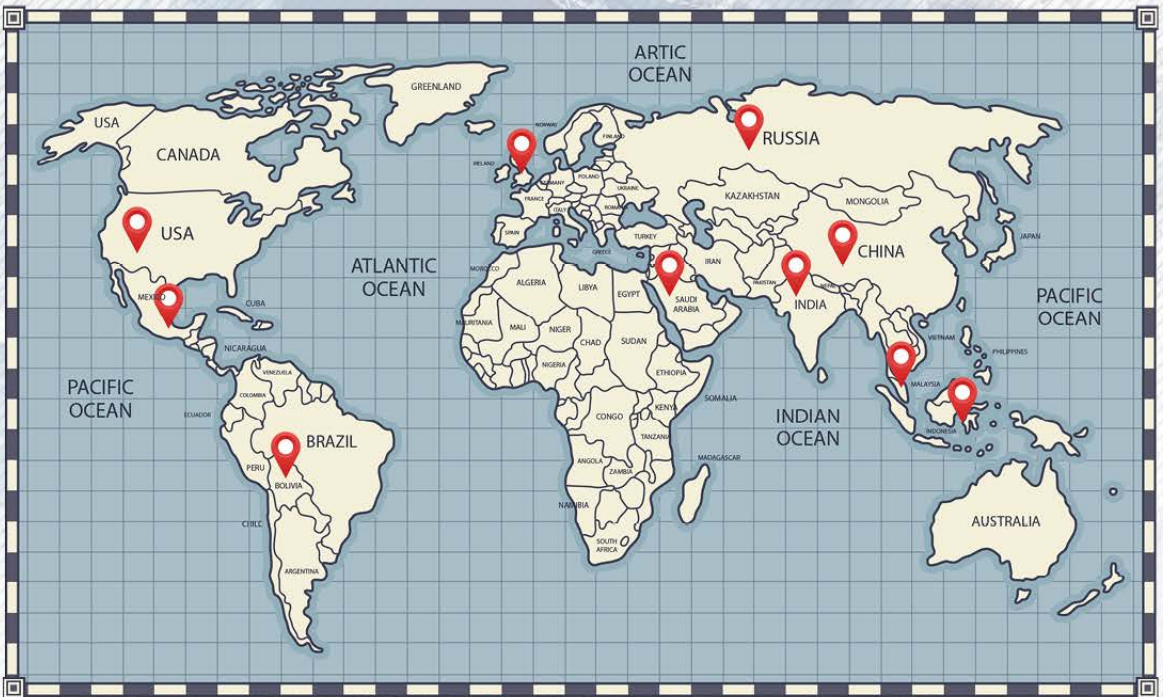 ARTIC
OCEAN
GREENLAND
USA
CANADA
NORWAY
FINLAND
RUSSIA
IRELAND
GERMANY
POLAND
UKRAINE
FRANCE
ITALY
KAZAKHSTAN
MONGOLIA
SPAIN
GREECE
TURKEY
JAPAN
USA
CHINA
ATLANTIC
OCEAN
MOROCCO
IRAN
PAKISTAN
NEPAL
MEXICO
CUBA
ALGERIA
LIBYA
EGYPT
SAUDI
ARABIA
INDIA
PACIFIC
OCEAN
MAURITANIA
MALI
NIGER
CHAD
SUDAN
VIETNAM
PHILIPPINES
NICARAGUA
VENEZUELA
COLOMBIA
NIGERIA
ETHIOPIA
SOMALIA
MALAYSIA
PACIFIC
OCEAN
ECUADOR
CONGO
KENYA
INDIAN
OCEAN
INDONESIA
BRAZIL
TANZANIA
PERU
BOLIVIA
ANGOLA
ZAMBIA
MADAGASCAR
NAMIBIA
CHILE
SOUTH
AFRICA
AUSTRALIA
ARGENTINA